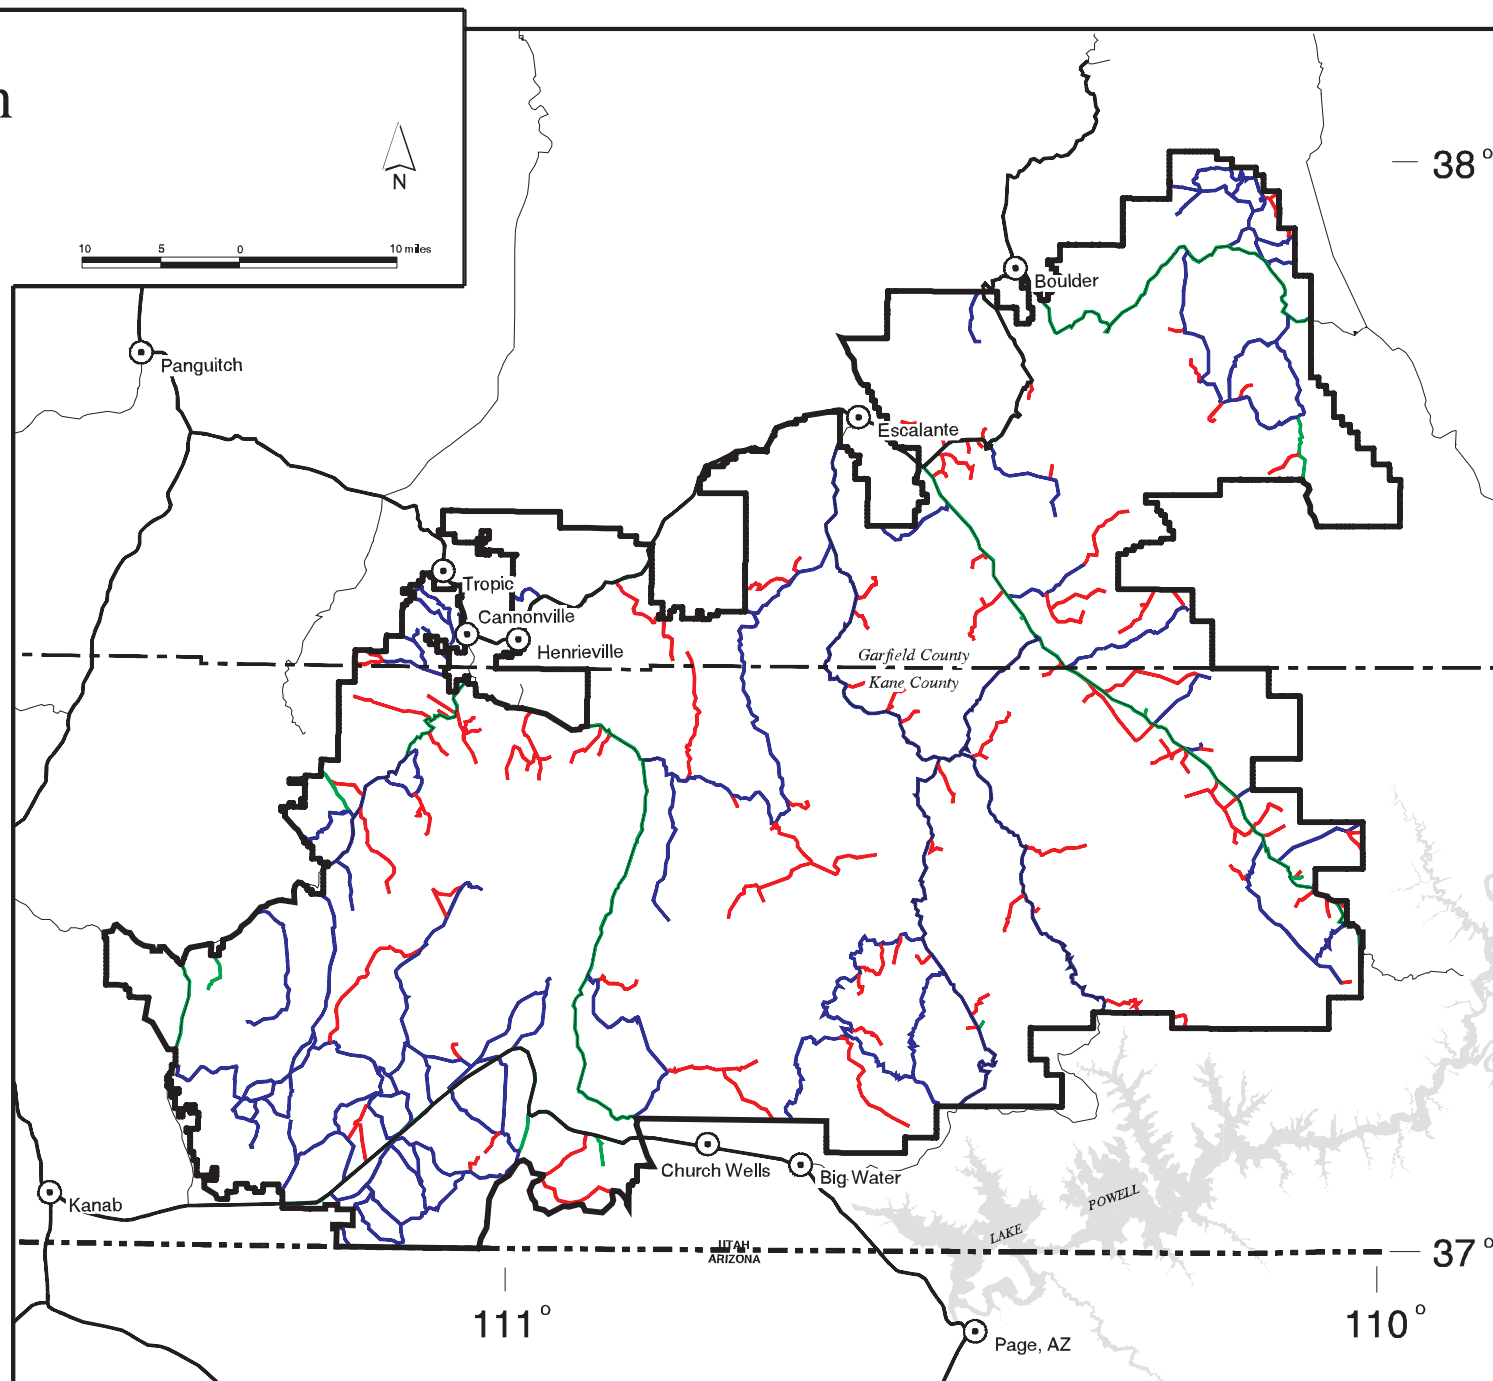 n
N
10 5 0 10 miles
38°
Boulder
Panguitch
Escalante
Tropic
Cannonville
Henrieville
Garfield County
Kane County
Church Wells
Big Water
Kanab
POWELL
LAKE
UTAH
ARIZONA
37°
111°
110°
Page, AZ